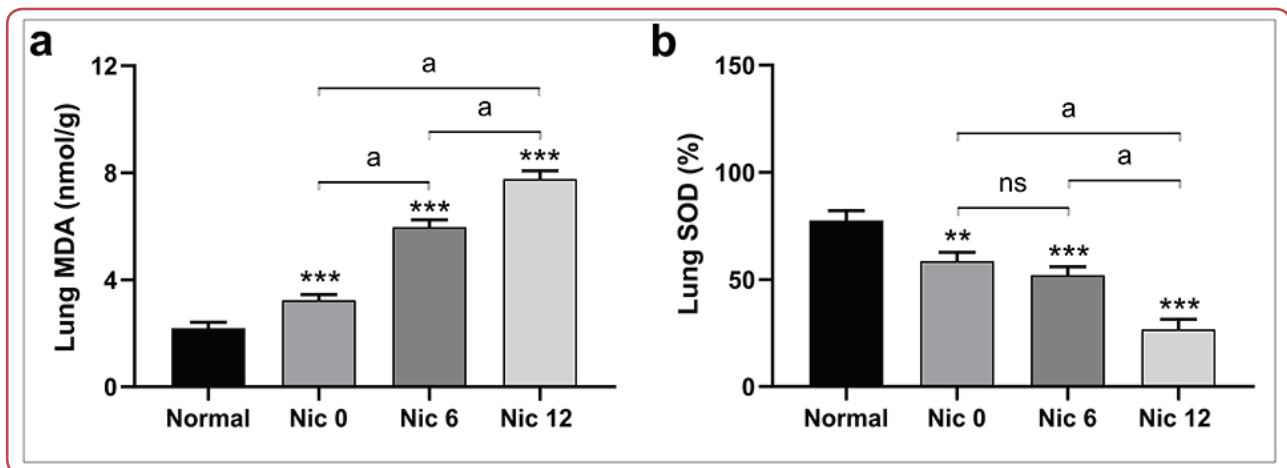 a
Lung MDA (nmol/g)
12
8
4
0
a
a
a
***
***
***
Normal
Nic 0
Nic 6
Nic 12
b
Lung SOD (%)
150
100
50
0
a
a
ns
**
***
***
Normal
Nic 0
Nic 6
Nic 12